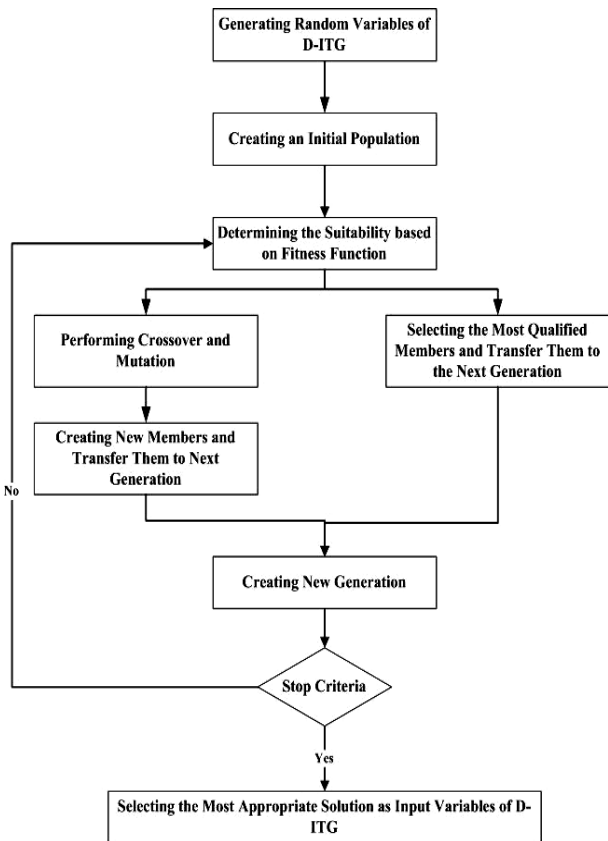 Generating Random Variables of
D-ITG
Creating an Initial Population
Determining the Suitability based
on Fitness Function
Performing Crossover and
Mutation
Selecting the Most Qualified
Members and Transfer Them to
the Next Generation
Creating New Members and
Transfer Them to Next
Generation
No
Creating New Generation
Stop Criteria
Yes
Selecting the Most Appropriate Solution as Input Variables of D-
ITG